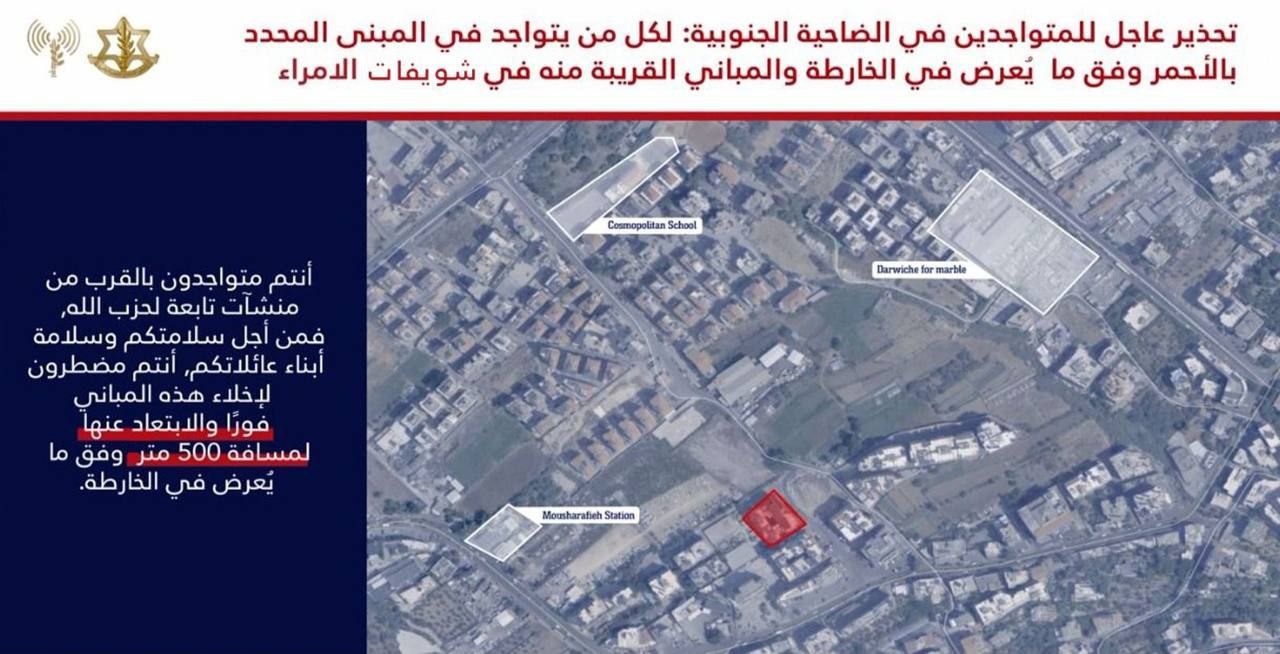 تحذير عاجل للمتواجدين في الضاحية الجنوبية: لكل من يتواجد في المبنى المحدد
بالأحمر وفق ما يُعرض في الخارطة والمباني القريبة منه في شويفات الامراء
Cosmopolitan School
Darwiche for marble
أنتم متواجدون بالقرب من
منشآت تابعة لحزب الله,
فمن أجل سلامتكم وسلامة
أبناء عائلاتكم, أنتم مضطرون
لإخلاء هذه المباني
فورًا والابتعاد عنها
لمسافة 500 متر وفق ما
يُعرض في الخارطة.
Mousharafieh Station